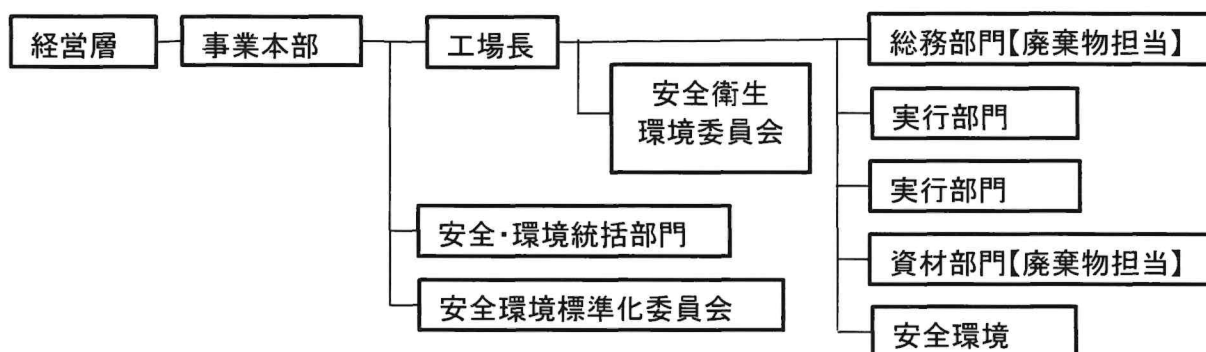 経営層
事業本部
工場長
総務部門【廃棄物担当】
安全衛生
環境委員会
実行部門
実行部門
安全・環境統括部門
資材部門【廃棄物担当】
安全環境標準化委員会
安全環境